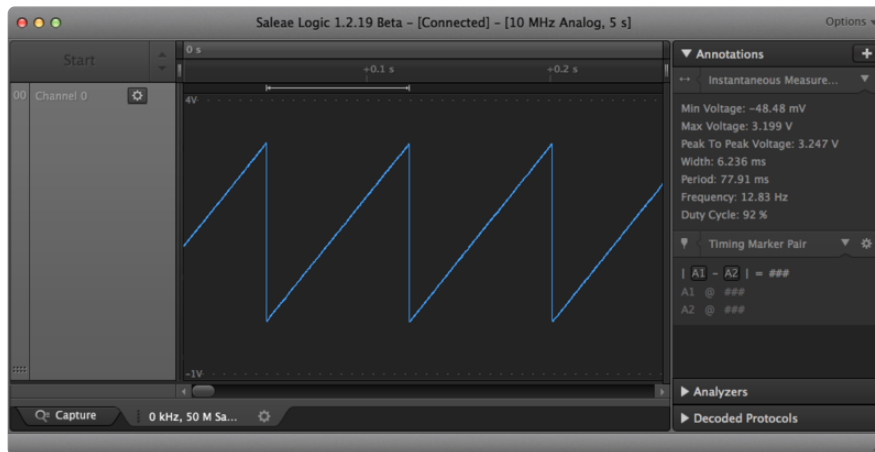 Saleae Logic 1.2.19 Beta – [Connected] – [10 MHz Analog, 5 s]
Options
Start
0 s
+0.1 s
+0.2 s
00 Channel 0
4V
-1V
Annotations
Instantaneous Measure...
Min Voltage: -48.48 mV
Max Voltage: 3.199 V
Peak To Peak Voltage: 3.247 V
Width: 6.236 ms
Period: 77.91 ms
Frequency: 12.83 Hz
Duty Cycle: 92 %
Timing Marker Pair
| A1 - A2 | = ###
A1 @ ###
A2 @ ###
Analyzers
Decoded Protocols
Capture
0 kHz, 50 M Sa...